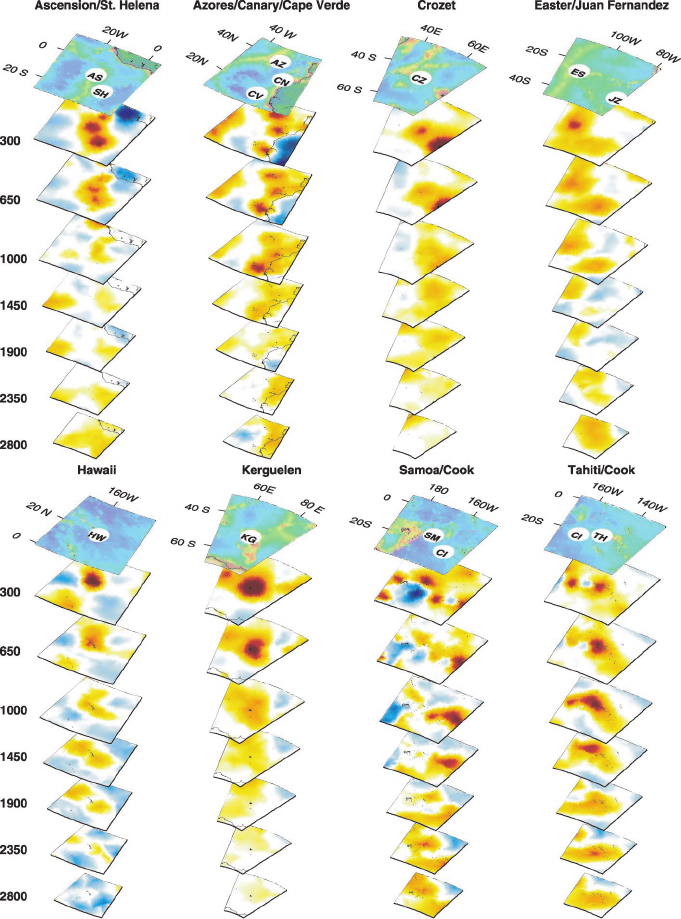 Ascension/St. Helena
Azores/Canary/Cape Verde
Crozet
Easter/Juan Fernandez
20W
0
0
20 S
AS
SH
40 W
40N
20N
AZ
CN
CV
40E
60E
40 S
60 S
CZ
100W
80W
20S
40S
ES
JZ
300
650
1000
1450
1900
2350
2800
Hawaii
Kerguelen
Samoa/Cook
Tahiti/Cook
160W
20 N
0
HW
60E
80 E
40 S
60 S
KG
180
160W
0
20S
SM
CI
160W
140W
0
20S
CI
TH
300
650
1000
1450
1900
2350
2800